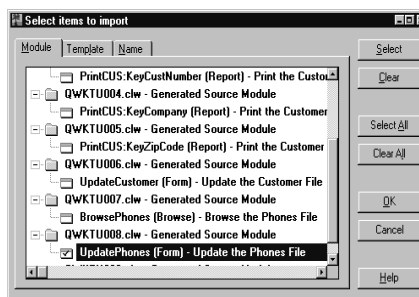 Select items to import
Module Template Name
PrintCUS:KeyCustNumber (Report) - Print the Custo
QWKTU004.clw - Generated Source Module
PrintCUS:KeyCompany (Report) - Print the Customer
QWKTU005.clw - Generated Source Module
PrintCUS:KeyZipCode (Report) - Print the Customer
QWKTU006.clw - Generated Source Module
UpdateCustomer (Form) - Update the Customer File
QWKTU007.clw - Generated Source Module
BrowsePhones (Browse) - Browse the Phones File
QWKTU008.clw - Generated Source Module
UpdatePhones (Form) - Update the Phones File
Select
Clear
Select All
Clear All
OK
Cancel
Help